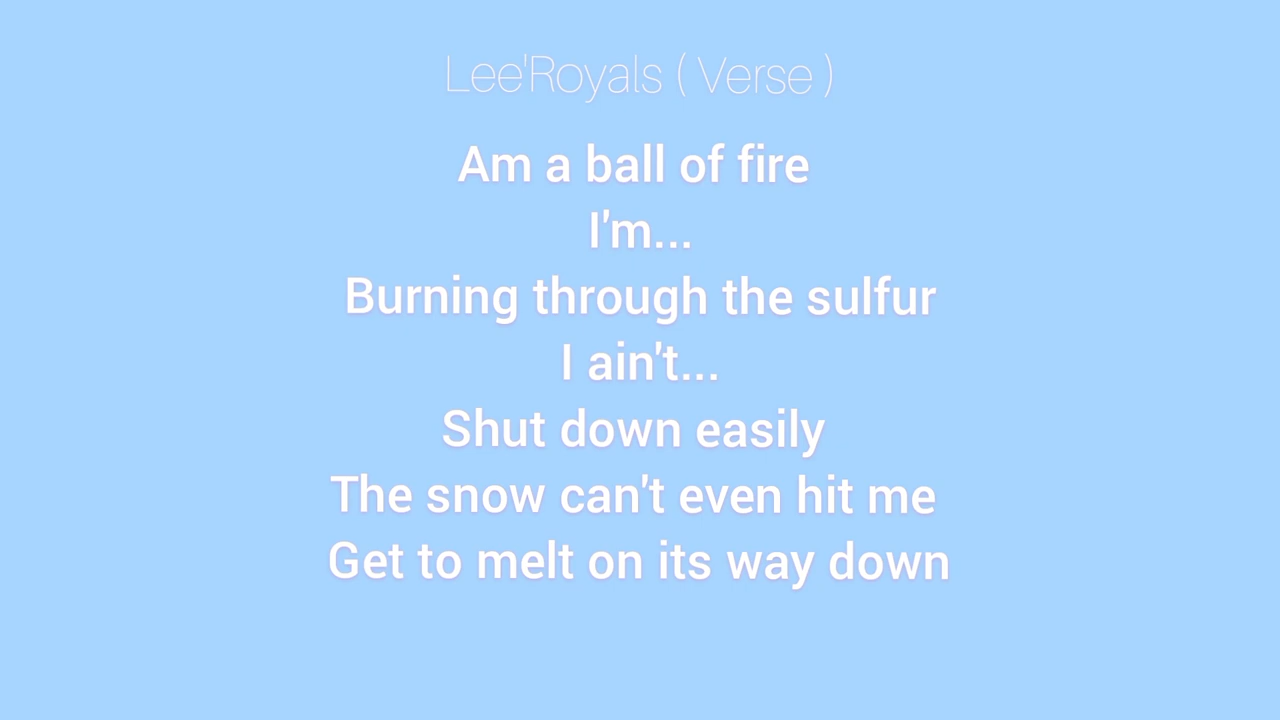 Lee'Royals ( Verse )
Am a ball of fire
I'm...
Burning through the sulfur
I ain't...
Shut down easily
The snow can't even hit me
Get to melt on its way down